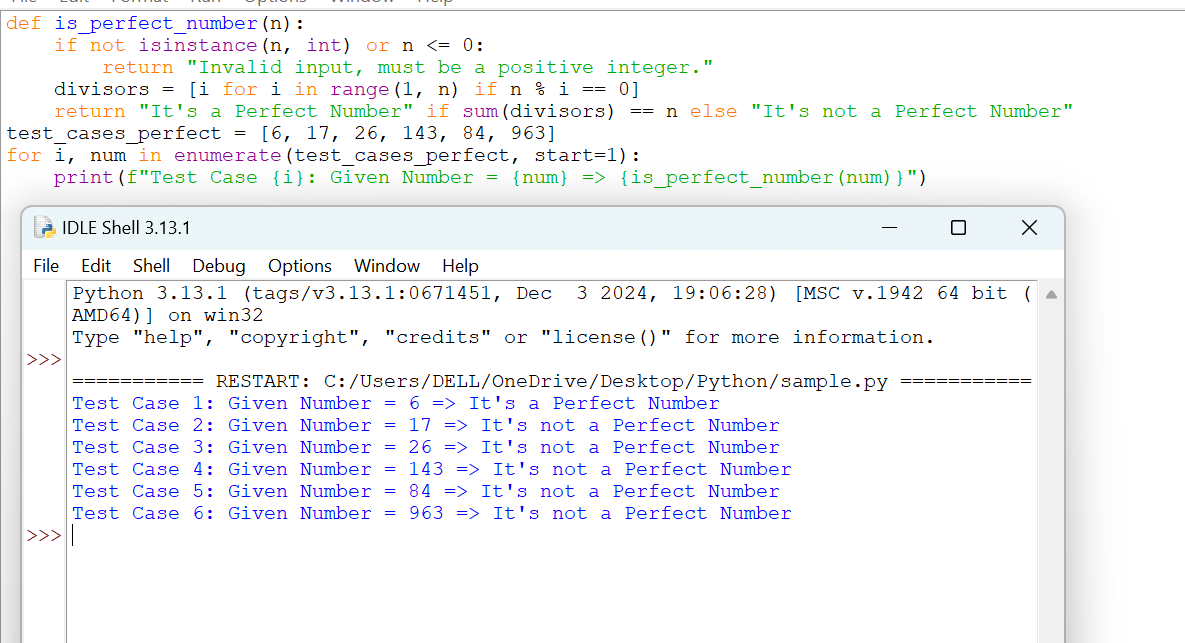 def is_perfect_number(n):
    if not isinstance(n, int) or n <= 0:
        return "Invalid input, must be a positive integer."
    divisors = [i for i in range(1, n) if n % i == 0]
    return "It's a Perfect Number" if sum(divisors) == n else "It's not a Perfect Number"
test_cases_perfect = [6, 17, 26, 143, 84, 963]
for i, num in enumerate(test_cases_perfect, start=1):
    print(f"Test Case {i}: Given Number = {num} => {is_perfect_number(num)}")
IDLE Shell 3.13.1
File Edit Shell Debug Options Window Help
Python 3.13.1 (tags/v3.13.1:0671451, Dec  3 2024, 19:06:28) [MSC v.1942 64 bit (
AMD64)] on win32
Type "help", "copyright", "credits" or "license()" for more information.
>>>
=========== RESTART: C:/Users/DELL/OneDrive/Desktop/Python/sample.py ===========
Test Case 1: Given Number = 6 => It's a Perfect Number
Test Case 2: Given Number = 17 => It's not a Perfect Number
Test Case 3: Given Number = 26 => It's not a Perfect Number
Test Case 4: Given Number = 143 => It's not a Perfect Number
Test Case 5: Given Number = 84 => It's not a Perfect Number
Test Case 6: Given Number = 963 => It's not a Perfect Number
>>>